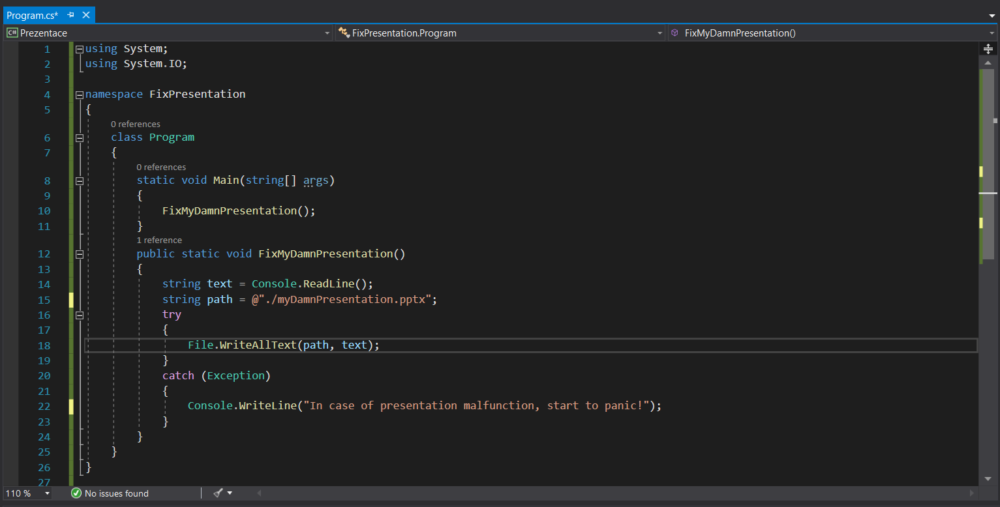 Program.cs*
Prezentace FixPresentation.Program FixMyDamnPresentation()
1 using System;
2 using System.IO;
3
4 namespace FixPresentation
5 {
0 references
6 class Program
7 {
0 references
8 static void Main(string[] args)
9 {
10 FixMyDamnPresentation();
11 }
1 reference
12 public static void FixMyDamnPresentation()
13 {
14 string text = Console.ReadLine();
15 string path = @"./myDamnPresentation.pptx";
16 try
17 {
18 File.WriteAllText(path, text);
19 }
20 catch (Exception)
21 {
22 Console.WriteLine("In case of presentation malfunction, start to panic!");
23 }
24 }
25 }
26 }
27
110 % No issues found